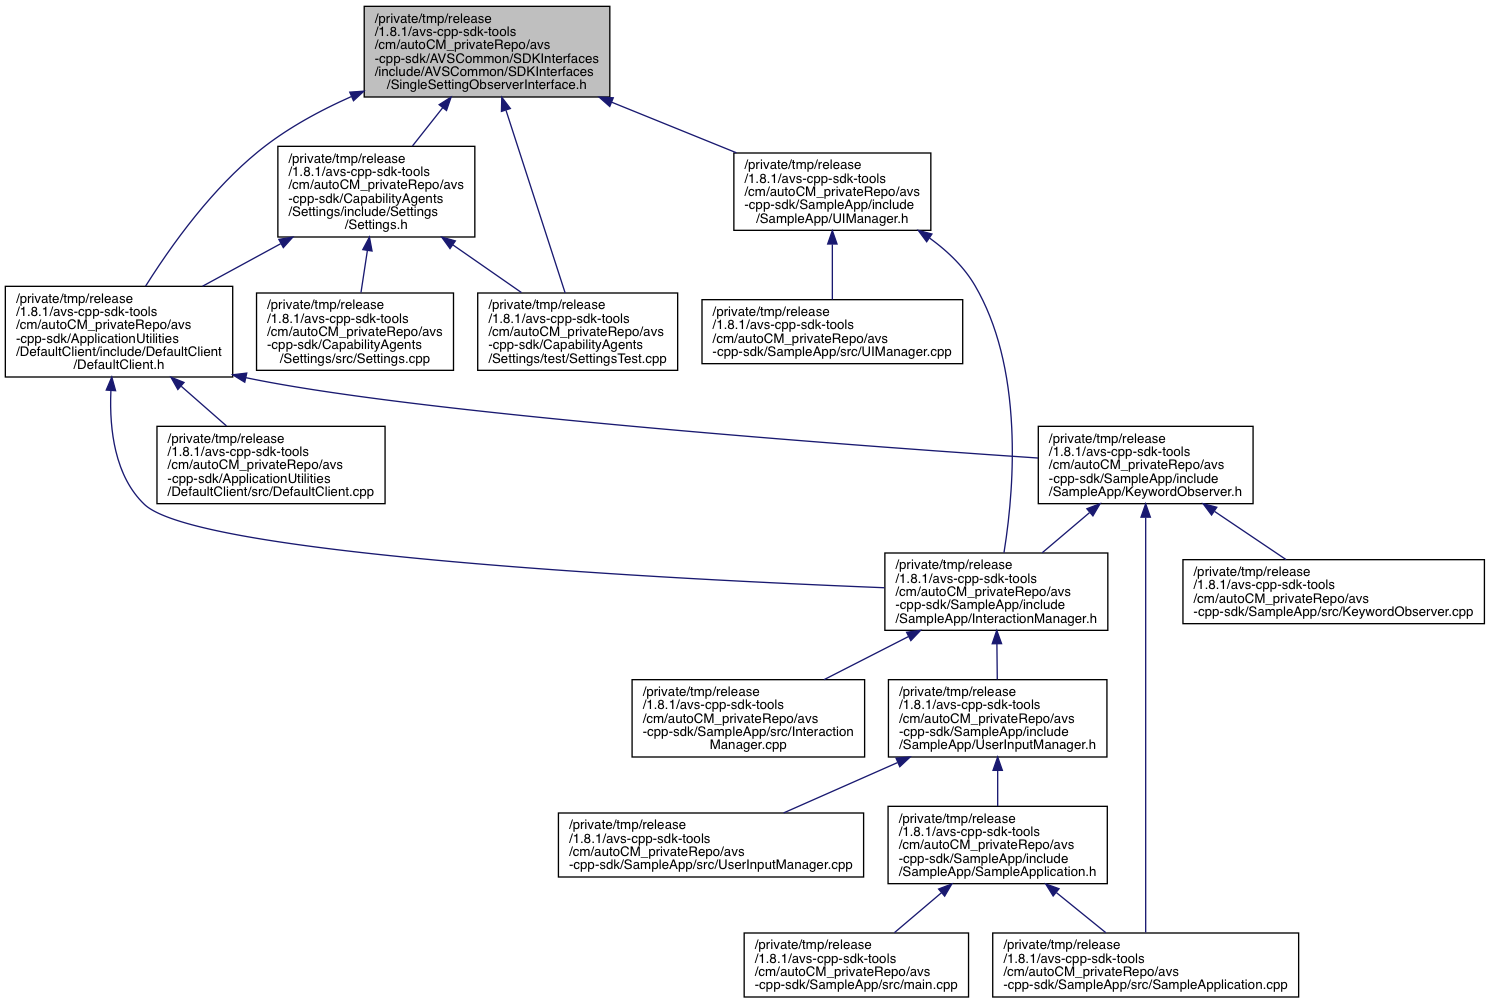 /private/tmp/release
/1.8.1/avs-cpp-sdk-tools
/cm/autoCM_privateRepo/avs
-cpp-sdk/AVSCommon/SDKInterfaces
/include/AVSCommon/SDKInterfaces
/SingleSettingObserverInterface.h
/private/tmp/release
/1.8.1/avs-cpp-sdk-tools
/cm/autoCM_privateRepo/avs
-cpp-sdk/CapabilityAgents
/Settings/include/Settings
/Settings.h
/private/tmp/release
/1.8.1/avs-cpp-sdk-tools
/cm/autoCM_privateRepo/avs
-cpp-sdk/SampleApp/include
/SampleApp/UIManager.h
/private/tmp/release
/1.8.1/avs-cpp-sdk-tools
/cm/autoCM_privateRepo/avs
-cpp-sdk/ApplicationUtilities
/DefaultClient/include/DefaultClient
/DefaultClient.h
/private/tmp/release
/1.8.1/avs-cpp-sdk-tools
/cm/autoCM_privateRepo/avs
-cpp-sdk/CapabilityAgents
/Settings/src/Settings.cpp
/private/tmp/release
/1.8.1/avs-cpp-sdk-tools
/cm/autoCM_privateRepo/avs
-cpp-sdk/CapabilityAgents
/Settings/test/SettingsTest.cpp
/private/tmp/release
/1.8.1/avs-cpp-sdk-tools
/cm/autoCM_privateRepo/avs
-cpp-sdk/SampleApp/src/UIManager.cpp
/private/tmp/release
/1.8.1/avs-cpp-sdk-tools
/cm/autoCM_privateRepo/avs
-cpp-sdk/ApplicationUtilities
/DefaultClient/src/DefaultClient.cpp
/private/tmp/release
/1.8.1/avs-cpp-sdk-tools
/cm/autoCM_privateRepo/avs
-cpp-sdk/SampleApp/include
/SampleApp/KeywordObserver.h
/private/tmp/release
/1.8.1/avs-cpp-sdk-tools
/cm/autoCM_privateRepo/avs
-cpp-sdk/SampleApp/include
/SampleApp/InteractionManager.h
/private/tmp/release
/1.8.1/avs-cpp-sdk-tools
/cm/autoCM_privateRepo/avs
-cpp-sdk/SampleApp/src/KeywordObserver.cpp
/private/tmp/release
/1.8.1/avs-cpp-sdk-tools
/cm/autoCM_privateRepo/avs
-cpp-sdk/SampleApp/src/Interaction
Manager.cpp
/private/tmp/release
/1.8.1/avs-cpp-sdk-tools
/cm/autoCM_privateRepo/avs
-cpp-sdk/SampleApp/include
/SampleApp/UserInputManager.h
/private/tmp/release
/1.8.1/avs-cpp-sdk-tools
/cm/autoCM_privateRepo/avs
-cpp-sdk/SampleApp/src/UserInputManager.cpp
/private/tmp/release
/1.8.1/avs-cpp-sdk-tools
/cm/autoCM_privateRepo/avs
-cpp-sdk/SampleApp/include
/SampleApp/SampleApplication.h
/private/tmp/release
/1.8.1/avs-cpp-sdk-tools
/cm/autoCM_privateRepo/avs
-cpp-sdk/SampleApp/src/main.cpp
/private/tmp/release
/1.8.1/avs-cpp-sdk-tools
/cm/autoCM_privateRepo/avs
-cpp-sdk/SampleApp/src/SampleApplication.cpp